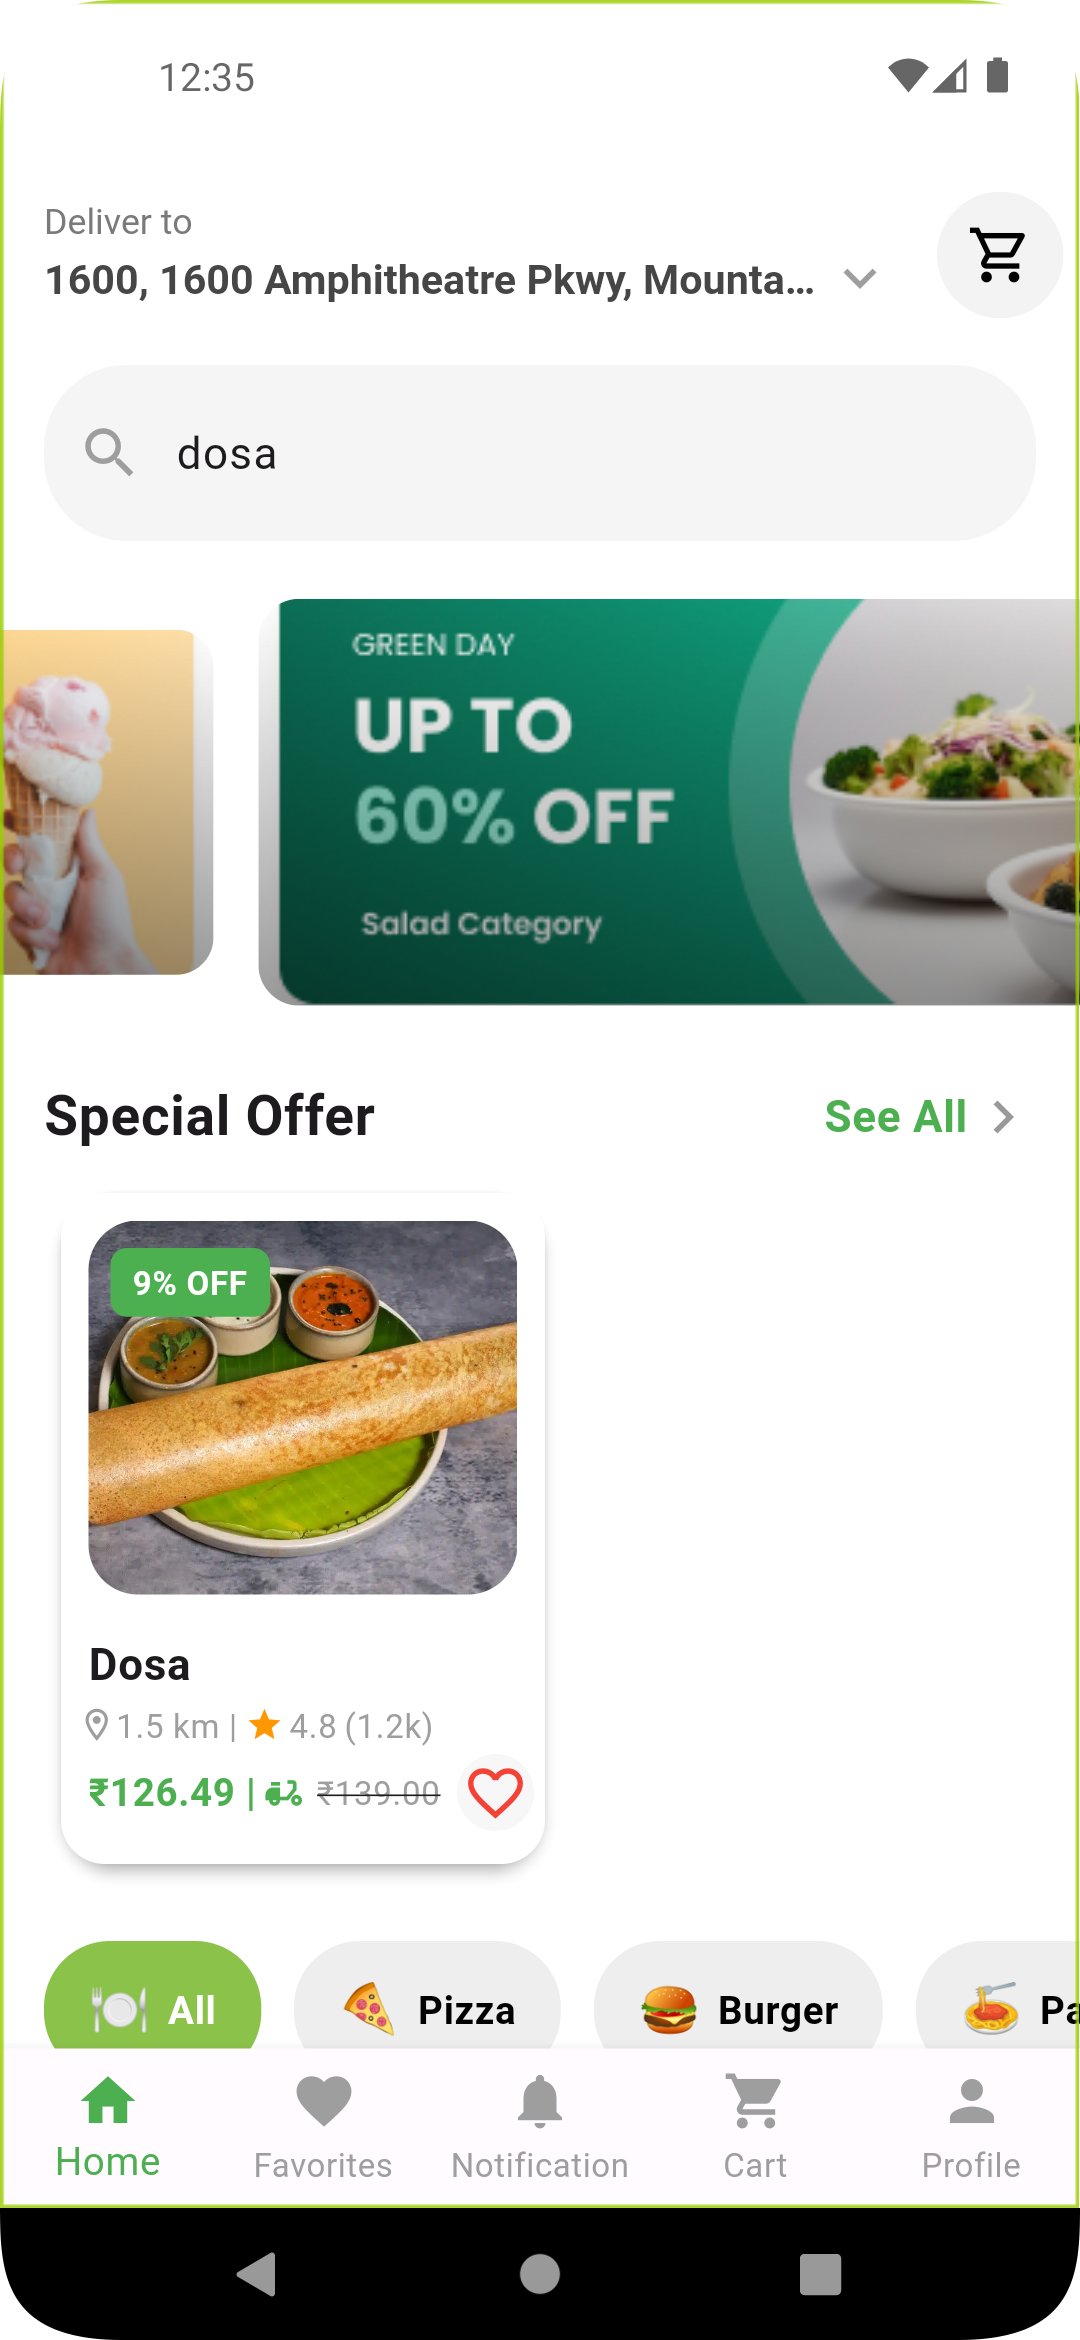 12:35
Deliver to
1600, 1600 Amphitheatre Pkwy, Mounta...
dosa
GREEN DAY
UP TO
60% OFF
Salad Category
Special Offer
See All
9% OFF
Dosa
1.5 km | 4.8 (1.2k)
₹126.49 | ₹139.00
All
Pizza
Burger
Pa
Home
Favorites
Notification
Cart
Profile